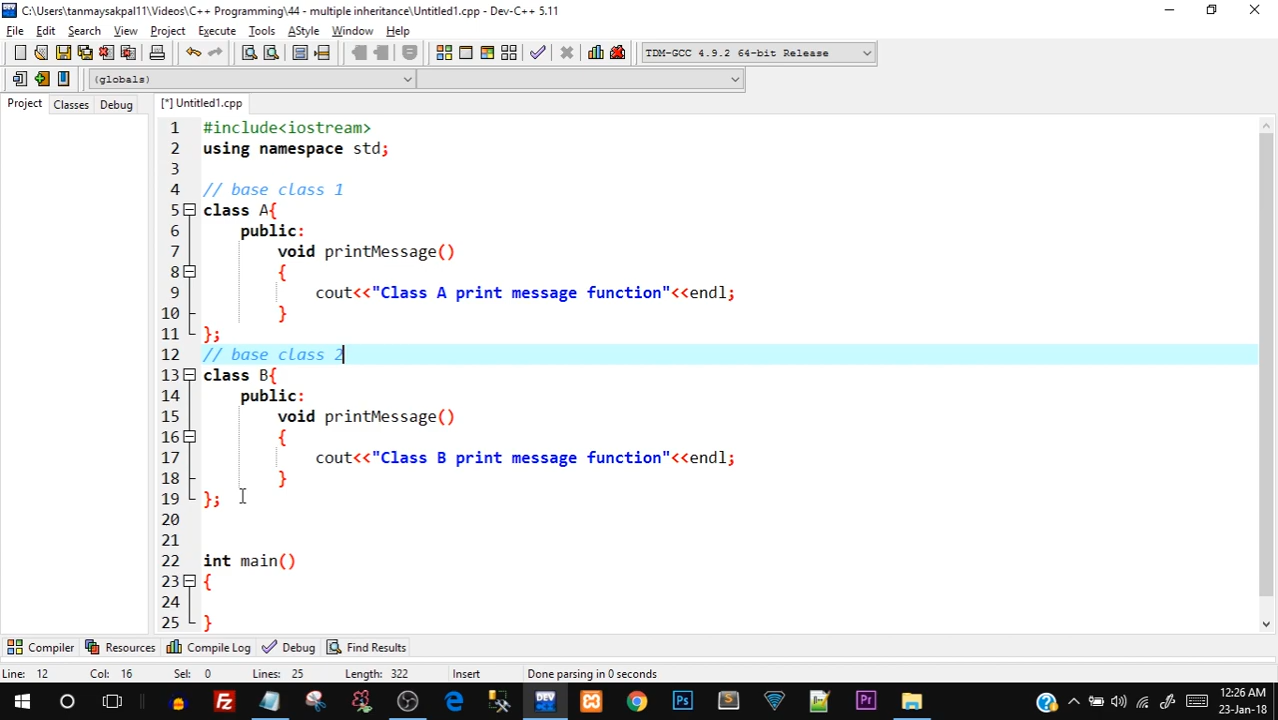 C:\Users\tanmaysakpal11\Videos\C++ Programming\44 - multiple inheritance\Untitled1.cpp - Dev-C++ 5.11
File Edit Search View Project Execute Tools AStyle Window Help
TDM-GCC 4.9.2 64-bit Release
(globals)
Project Classes Debug [*] Untitled1.cpp
1 #include<iostream>
2 using namespace std;
3
4 // base class 1
5 class A{
6 public:
7 void printMessage()
8 {
9 cout<<"Class A print message function"<<endl;
10 }
11 };
12 // base class 2
13 class B{
14 public:
15 void printMessage()
16 {
17 cout<<"Class B print message function"<<endl;
18 }
19 };
20
21
22 int main()
23 {
24
25 }
Compiler Resources Compile Log Debug Find Results
Line: 12 Col: 16 Sel: 0 Lines: 25 Length: 322 Insert Done parsing in 0 seconds
12:26 AM
23-Jan-18